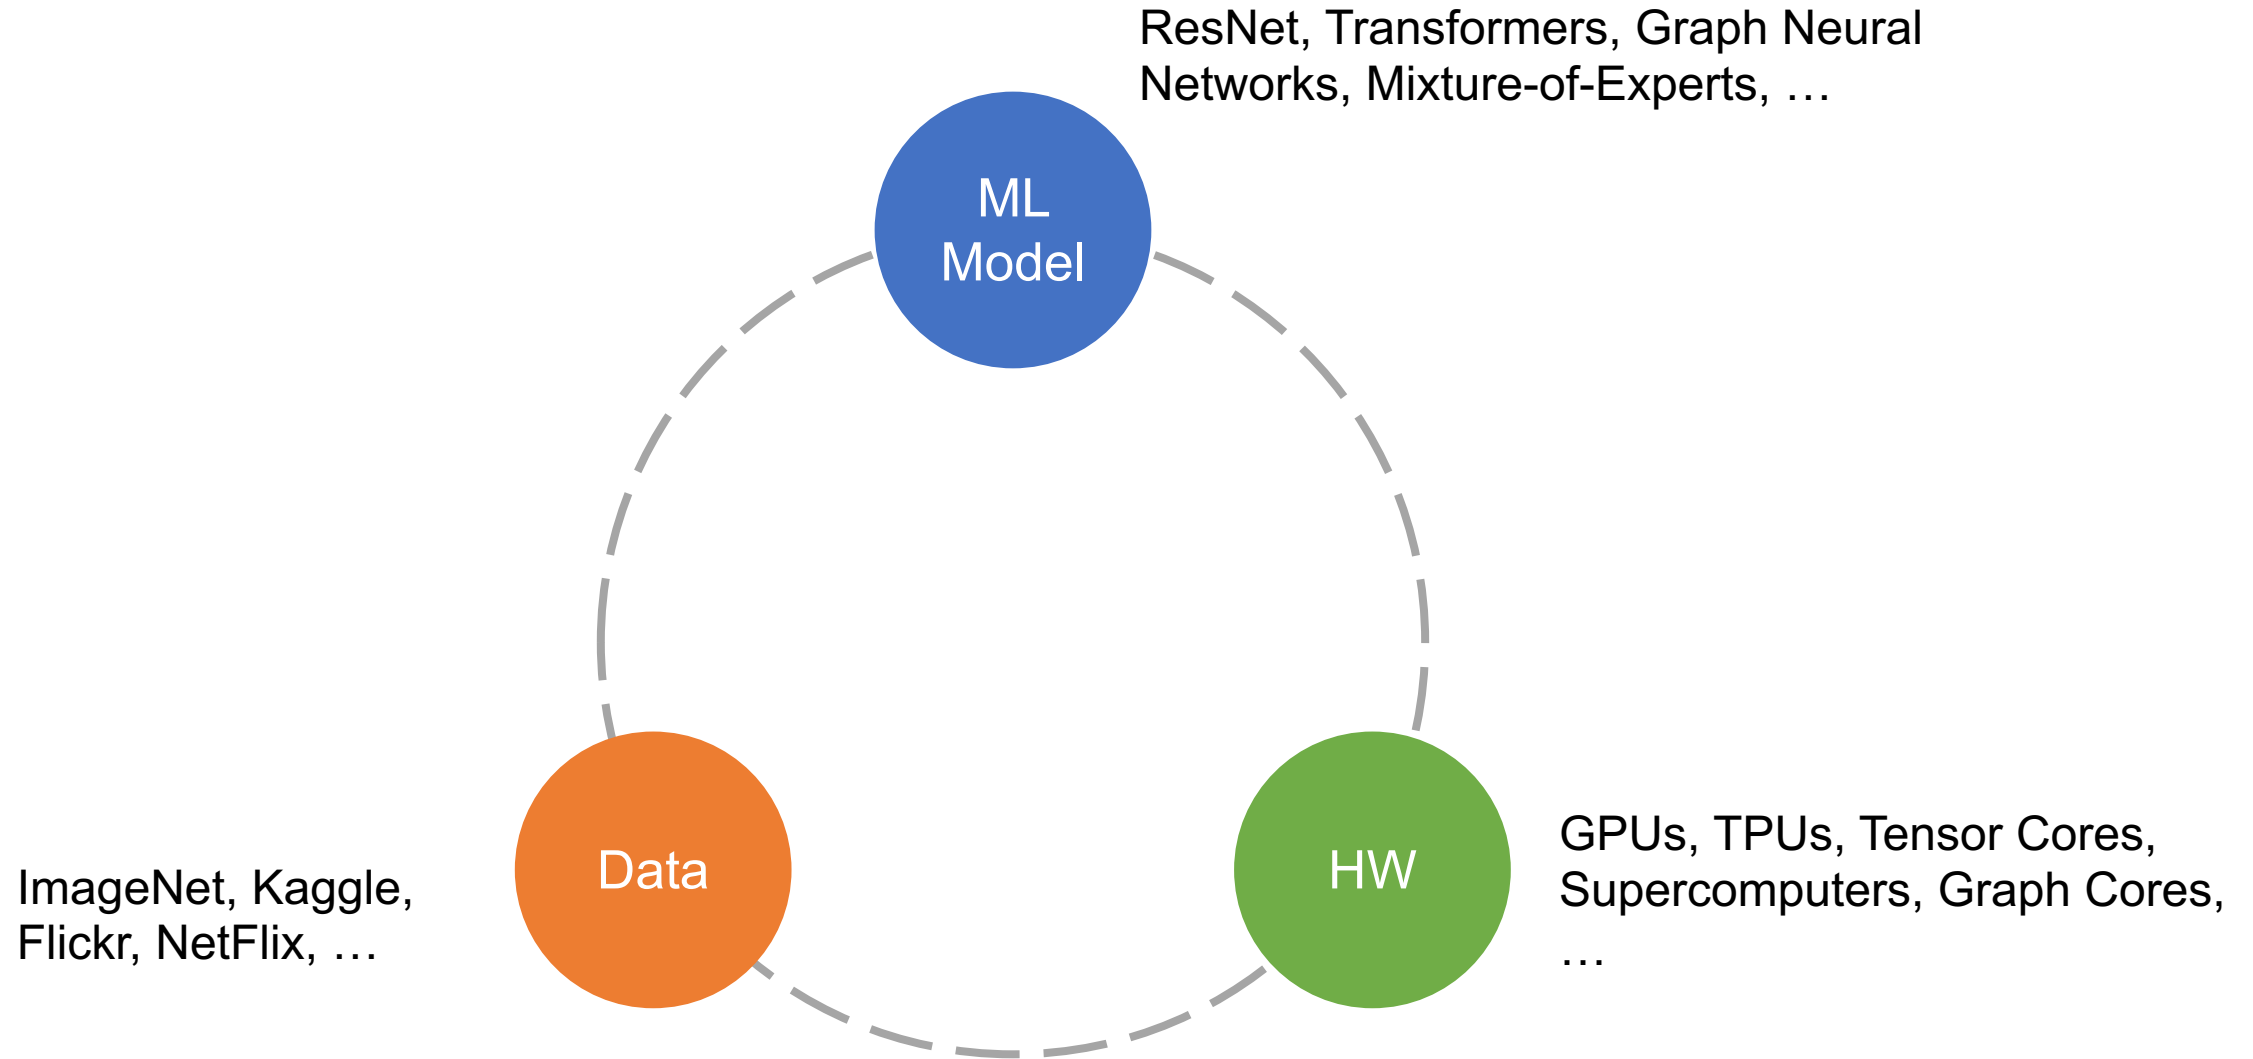 ResNet, Transformers, Graph Neural
Networks, Mixture-of-Experts, …
ML
Model
Data
HW
ImageNet, Kaggle,
Flickr, NetFlix, …
GPUs, TPUs, Tensor Cores,
Supercomputers, Graph Cores,
…